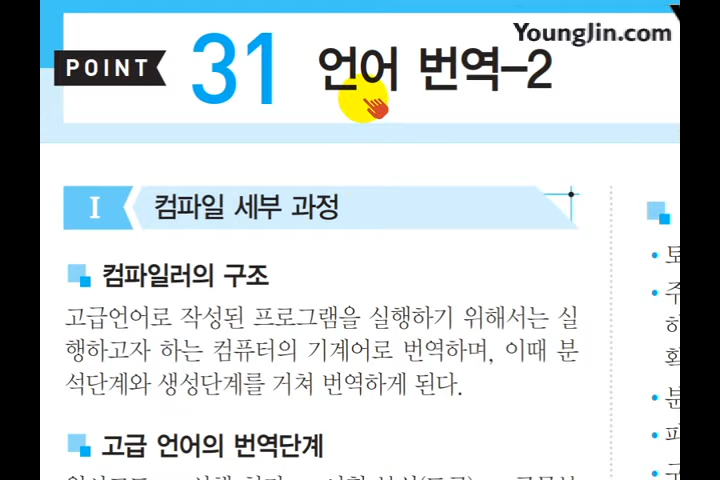 YoungJin.com
POINT 31 언어 번역-2
I 컴파일 세부 과정
컴파일러의 구조
고급언어로 작성된 프로그램을 실행하기 위해서는 실
행하고자 하는 컴퓨터의 기계어로 번역하며, 이때 분
석단계와 생성단계를 거쳐 번역하게 된다.
고급 언어의 번역단계